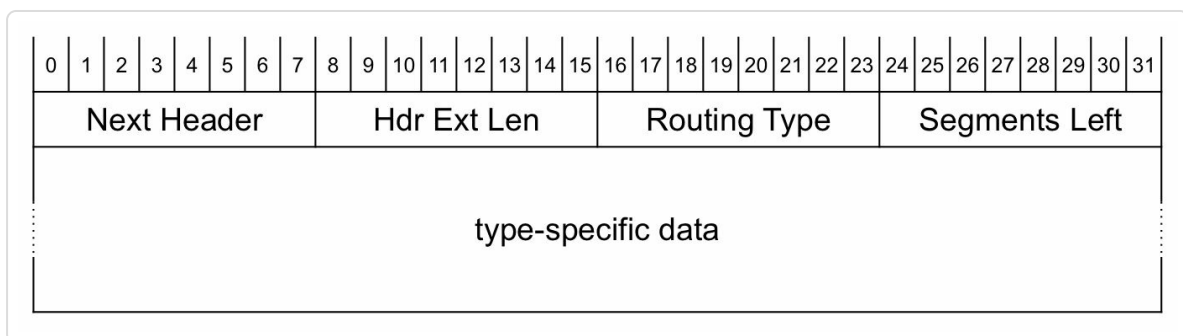 0 1 2 3 4 5 6 7 8 9 10 11 12 13 14 15 16 17 18 19 20 21 22 23 24 25 26 27 28 29 30 31
Next Header Hdr Ext Len Routing Type Segments Left
type-specific data